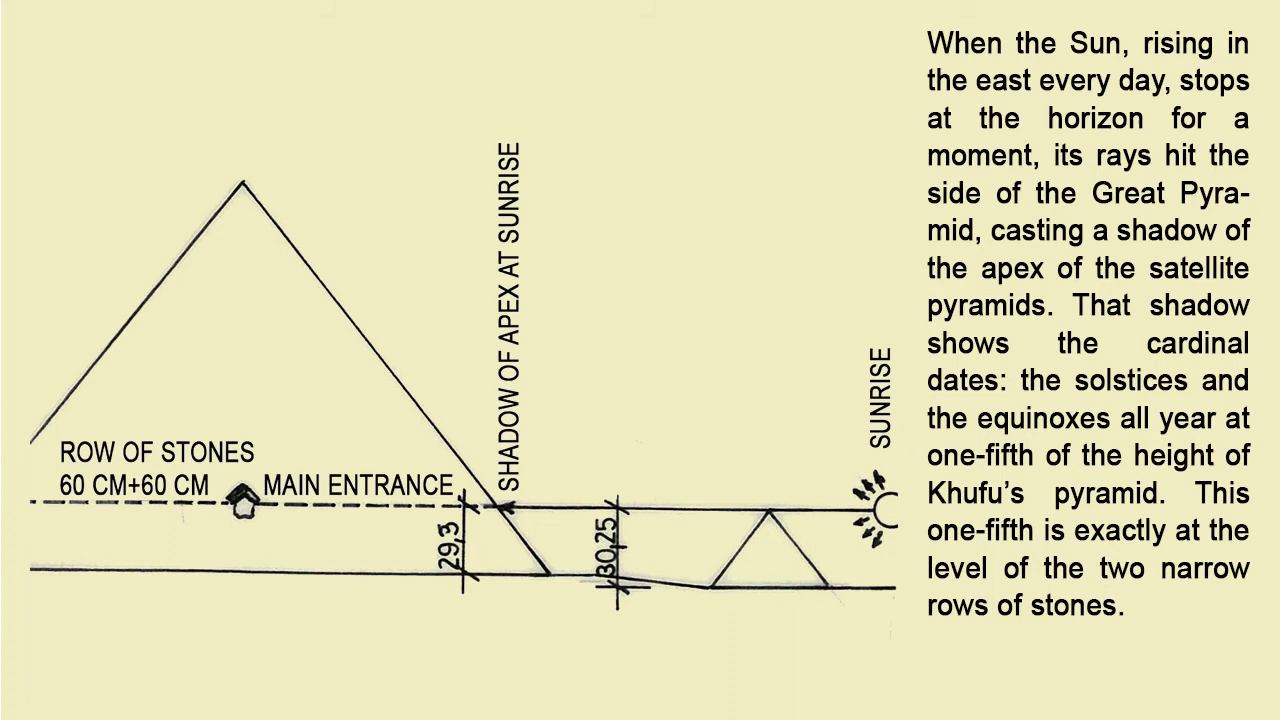 SHADOW OF APEX AT SUNRISE
SUNRISE
ROW OF STONES
60 CM+60 CM
MAIN ENTRANCE
29,3
30,25
When the Sun, rising in
the east every day, stops
at the horizon for a
moment, its rays hit the
side of the Great Pyra-
mid, casting a shadow of
the apex of the satellite
pyramids. That shadow
shows the cardinal
dates: the solstices and
the equinoxes all year at
one-fifth of the height of
Khufu's pyramid. This
one-fifth is exactly at the
level of the two narrow
rows of stones.